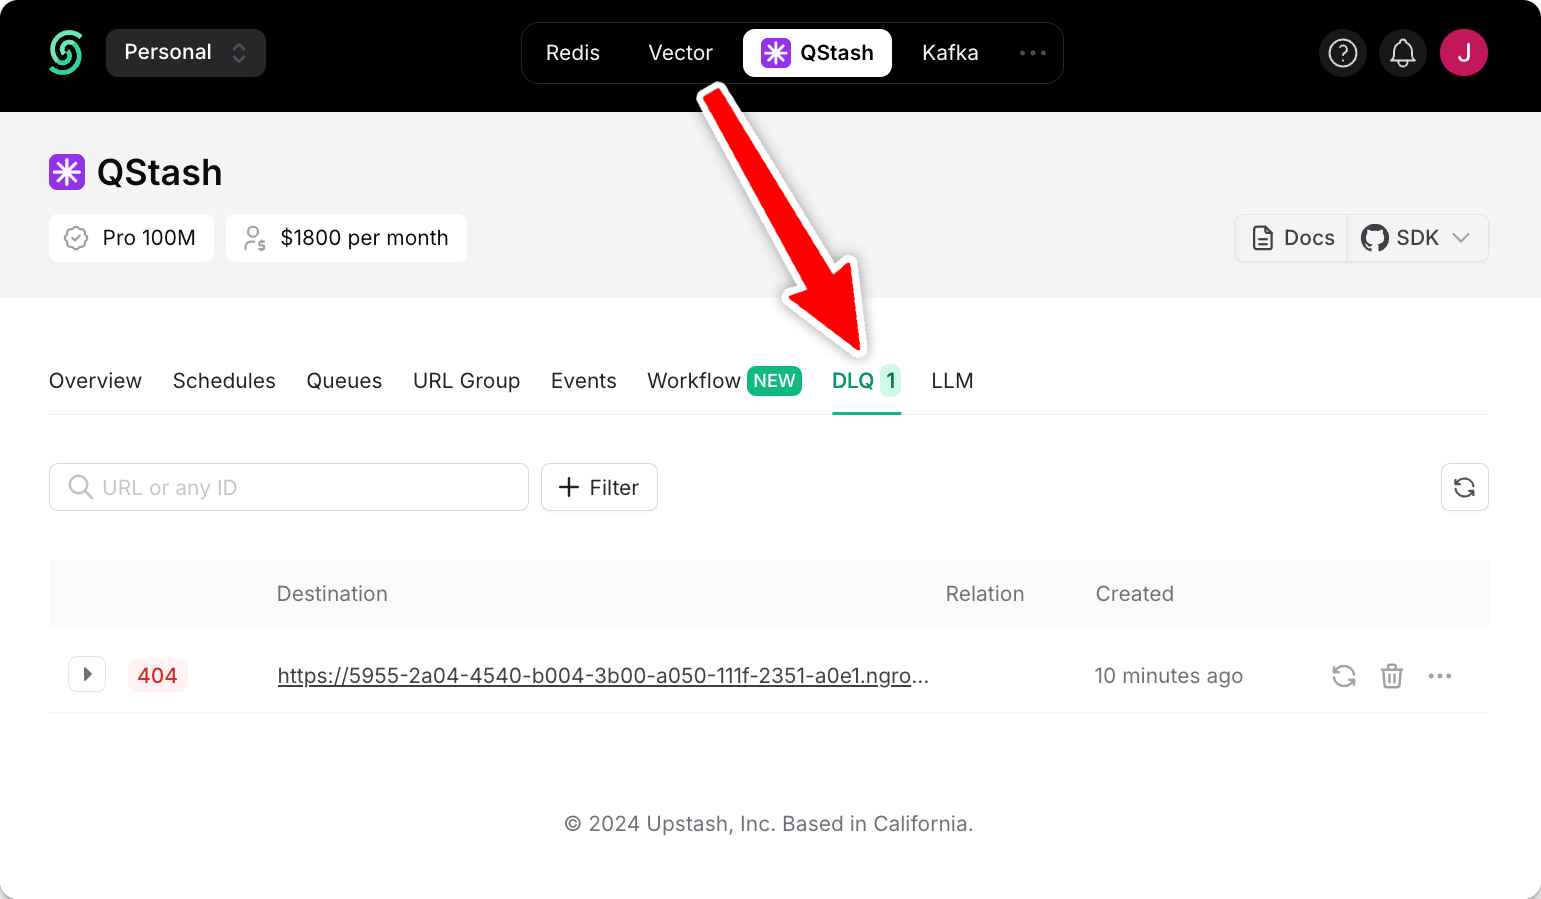 Personal
Redis Vector QStash Kafka
J
QStash
Pro 100M
$1800 per month
Docs SDK
Overview Schedules Queues URL Group Events Workflow NEW DLQ 1 LLM
URL or any ID
Filter
Destination Relation Created
404 https://5955-2a04-4540-b004-3b00-a050-111f-2351-a0e1.ngro... 10 minutes ago
© 2024 Upstash, Inc. Based in California.